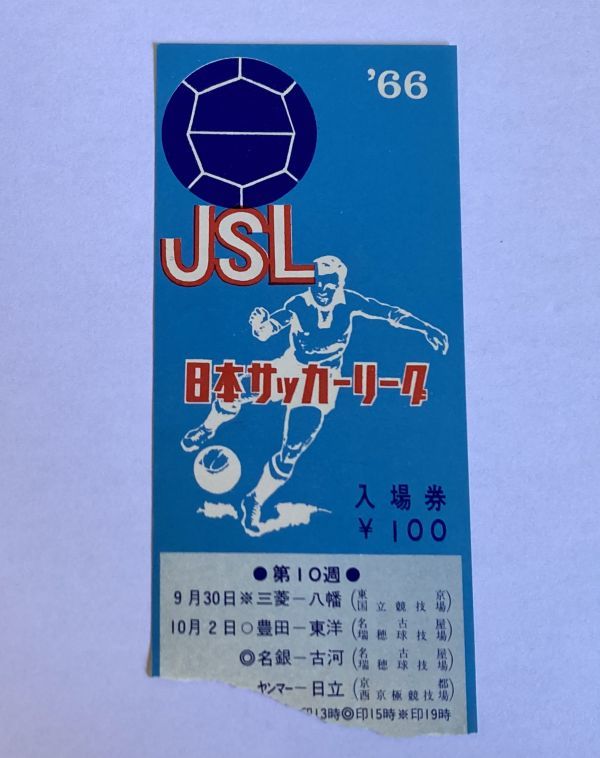 '66
JSL
日本サッカーリーグ
入場券
¥100
●第10週●
9月30日※三菱ー八幡(東京国立競技場)
10月2日○豊田ー東洋(名古屋瑞穂球技場)
◎名銀ー古河(名古屋瑞穂球技場)
ヤンマー日立(京都西京極競技場)
印13時◎印15時※印19時